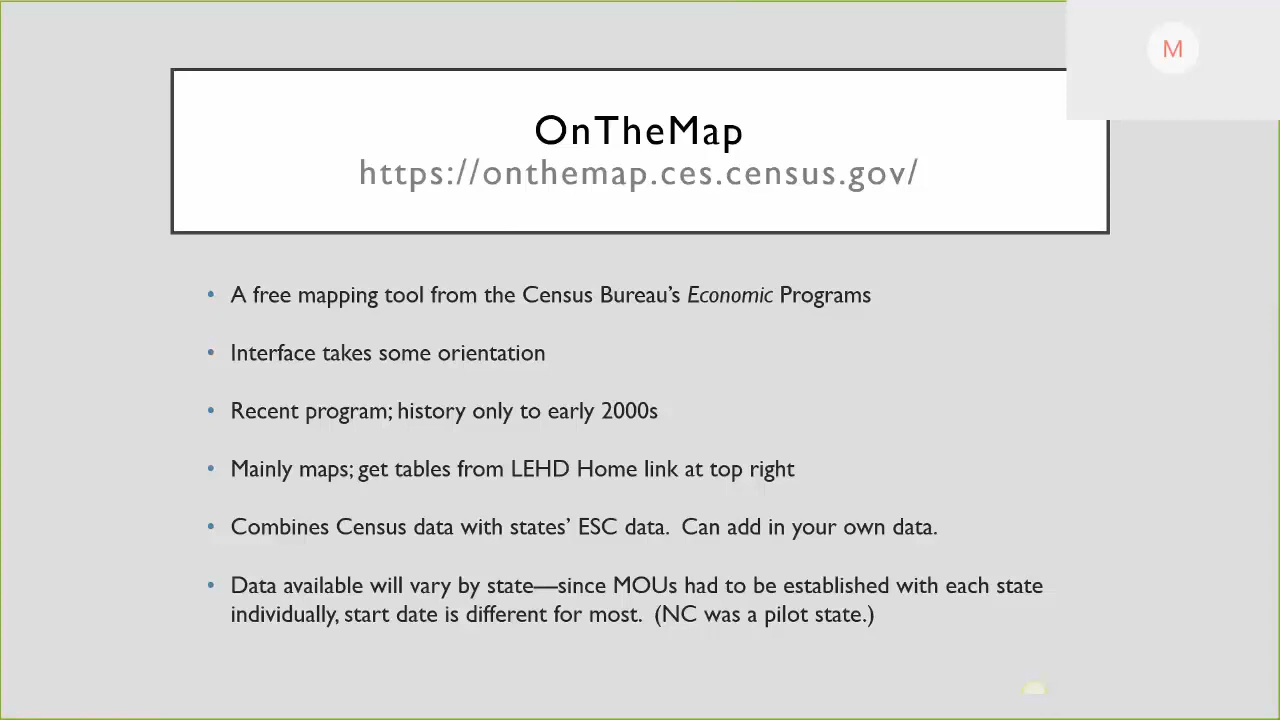 M
OnTheMap
https://onthemap.ces.census.gov/
• A free mapping tool from the Census Bureau’s Economic Programs
• Interface takes some orientation
• Recent program; history only to early 2000s
• Mainly maps; get tables from LEHD Home link at top right
• Combines Census data with states’ ESC data.  Can add in your own data.
• Data available will vary by state—since MOUs had to be established with each state
individually, start date is different for most.  (NC was a pilot state.)